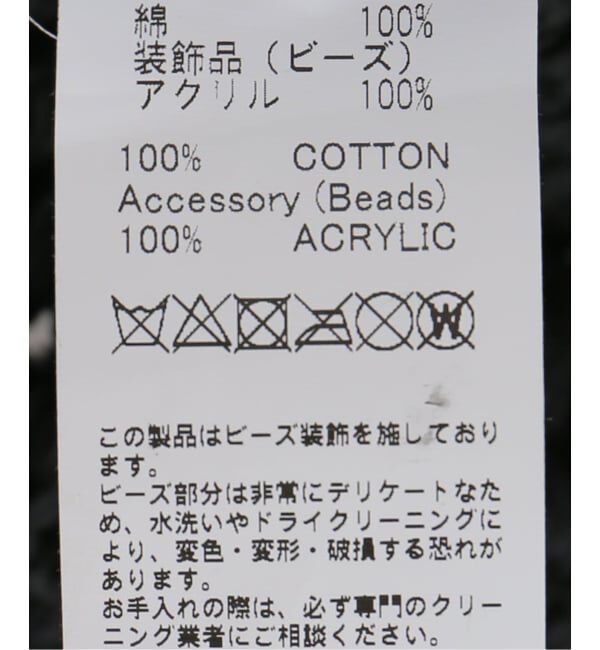 綿 100%
装飾品（ビーズ）
アクリル 100%
100% COTTON
Accessory (Beads)
100% ACRYLIC
W
この製品はビーズ装飾を施しており
ます。
ビーズ部分は非常にデリケートなた
め、水洗いやドライクリーニングに
より、変色・変形・破損する恐れが
あります。
お手入れの際は、必ず専門のクリー
ニング業者にご相談ください。